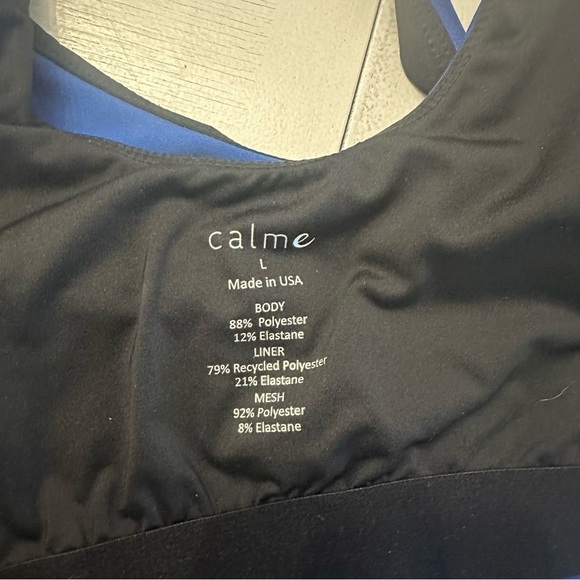 calme
L
Made in USA
BODY
88% Polyester
12% Elastane
LINER
79% Recycled Polyester
21% Elastane
MESH
92% Polyester
8% Elastane